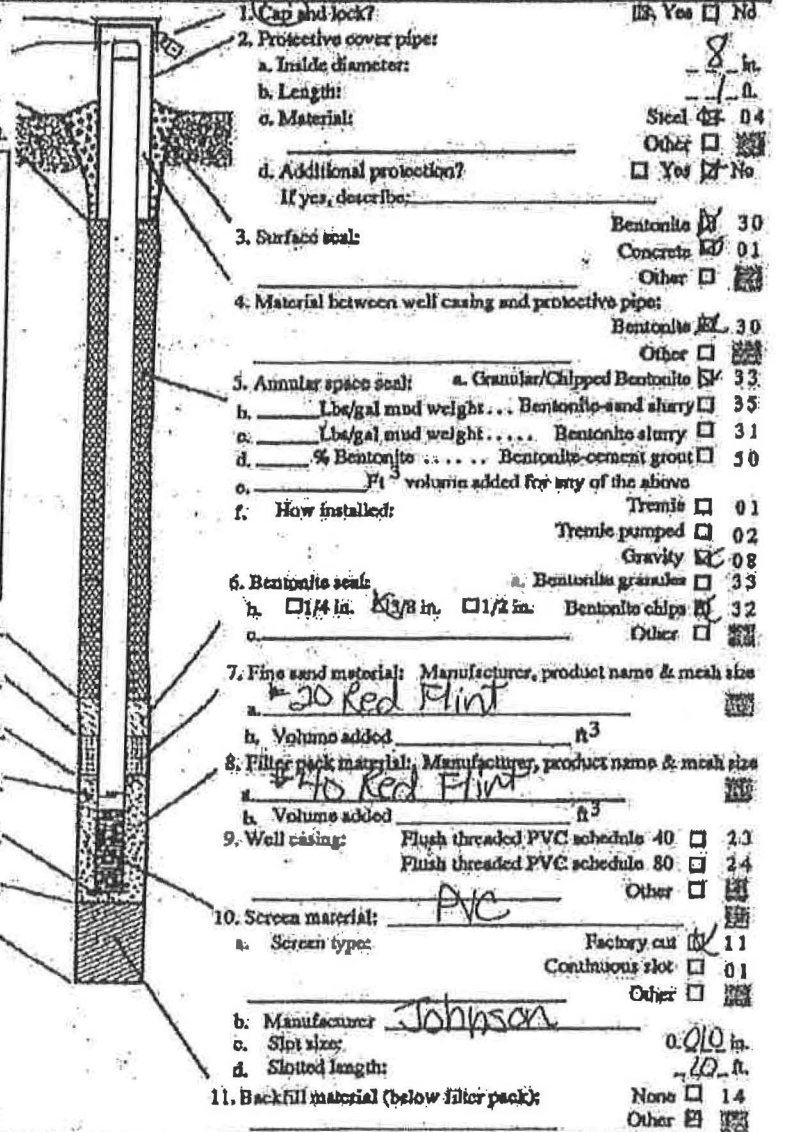 1. Cap and lock? ☒ Yes ☐ No
2. Protective cover pipe:
a. Inside diameter: _ 8 _ in.
b. Length: _ _ 1 _ ft.
c. Material: Steel ☒ 04
Other ☐
d. Additional protection? ☐ Yes ☒ No
If yes, describe:
3. Surface seal: Bentonite ☒ 30
Concrete ☒ 01
Other ☐
4. Material between well casing and protective pipe:
Bentonite ☒ 30
Other ☐
5. Annular space seal: a. Granular/Chipped Bentonite ☒ 33
b. ______Lbs/gal mud weight... Bentonite-sand slurry ☐ 35
c. ______Lbs/gal mud weight..... Bentonite slurry ☐ 31
d. ______% Bentonite ...... Bentonite-cement grout ☐ 50
e. ______Ft³ volume added for any of the above
f. How installed: Tremie ☐ 01
Tremie pumped ☐ 02
Gravity ☒ 08
6. Bentonite seal: a. Bentonite granules ☐ 33
b. ☐ 1/4 in. ☒ 3/8 in. ☐ 1/2 in. Bentonite chips ☒ 32
c. ______ Other ☐
7. Fine sand material: Manufacturer, product name & mesh size
a. #20 Red Flint
b. Volume added ______ ft³
8. Filter pack material: Manufacturer, product name & mesh size
a. #40 Red Flint
b. Volume added ______ ft³
9. Well casing: Flush threaded PVC schedule 40 ☐ 23
Flush threaded PVC schedule 80 ☐ 24
Other ☐
10. Screen material: PVC
a. Screen type: Factory cut ☒ 11
Continuous slot ☐ 01
Other ☐
b. Manufacturer Johnson
c. Slot size: 0.010 in.
d. Slotted length: _10_ ft.
11. Backfill material (below filter pack): None ☐ 14
Other ☒